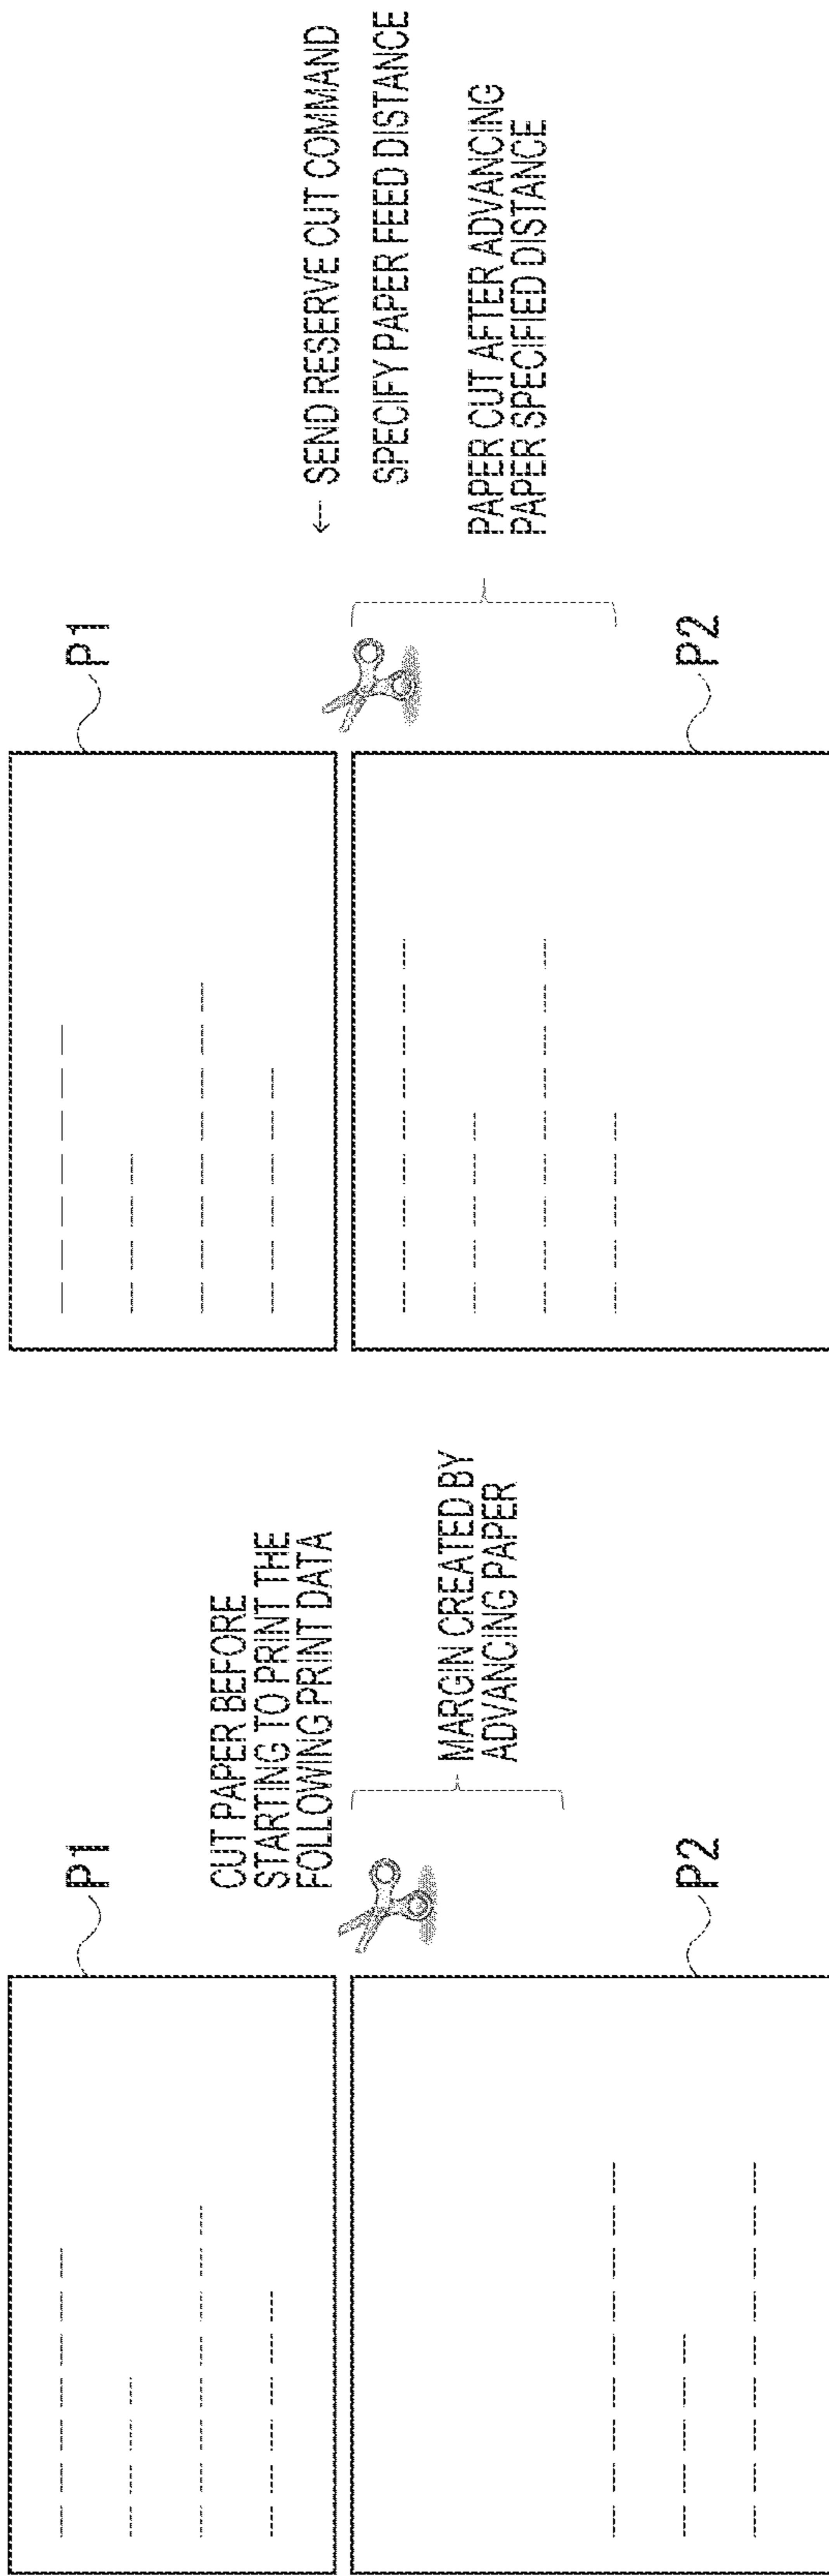 P1
CUT PAPER BEFORE
STARTING TO PRINT THE
FOLLOWING PRINT DATA
MARGIN CREATED BY
ADVANCING PAPER
P2
P1
← SEND RESERVE CUT COMMAND
SPECIFY PAPER FEED DISTANCE
PAPER CUT AFTER ADVANCING
PAPER SPECIFIED DISTANCE
P2